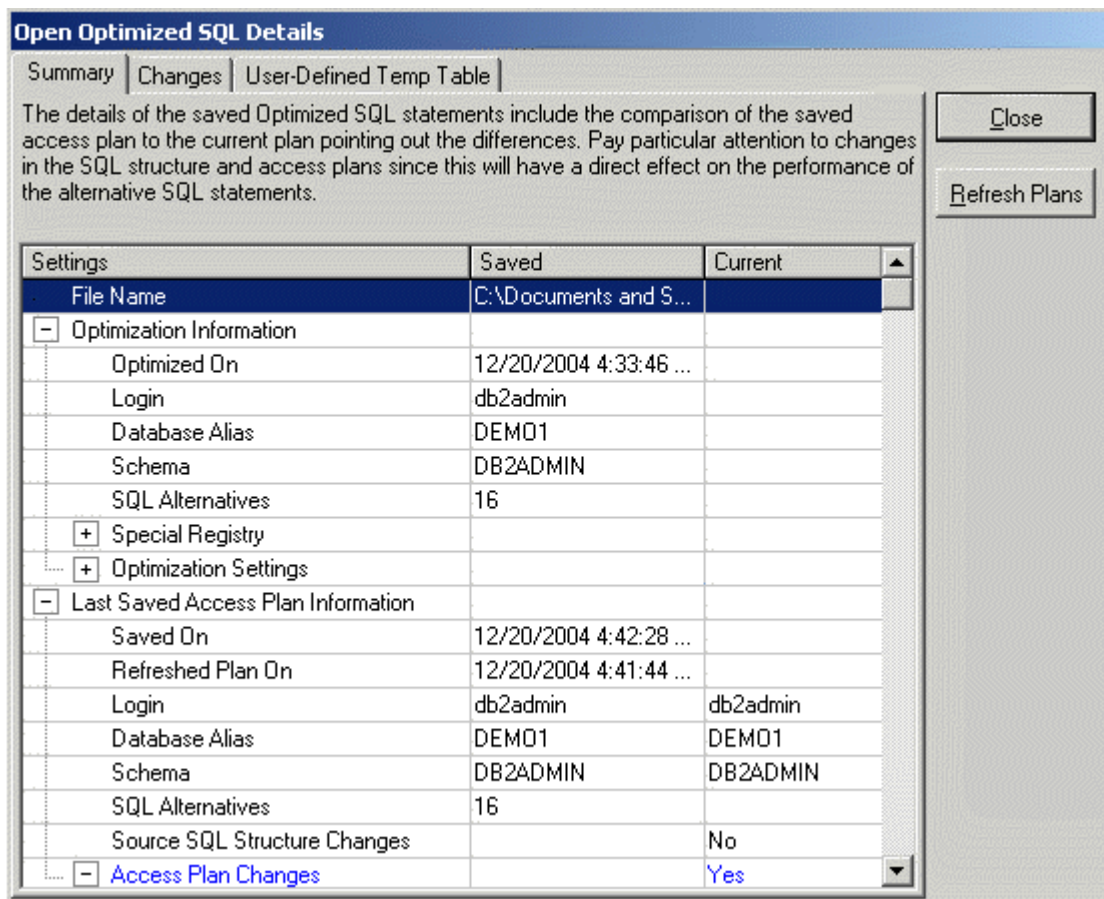 Open Optimized SQL Details
Summary Changes User-Defined Temp Table
The details of the saved Optimized SQL statements include the comparison of the saved
access plan to the current plan pointing out the differences. Pay particular attention to changes
in the SQL structure and access plans since this will have a direct effect on the performance of
the alternative SQL statements.
Close
Refresh Plans
Settings Saved Current
File Name C:\Documents and S...
Optimization Information
Optimized On 12/20/2004 4:33:46 ...
Login db2admin
Database Alias DEMO1
Schema DB2ADMIN
SQL Alternatives 16
Special Registry
Optimization Settings
Last Saved Access Plan Information
Saved On 12/20/2004 4:42:28 ...
Refreshed Plan On 12/20/2004 4:41:44 ...
Login db2admin db2admin
Database Alias DEMO1 DEMO1
Schema DB2ADMIN DB2ADMIN
SQL Alternatives 16
Source SQL Structure Changes No
Access Plan Changes Yes